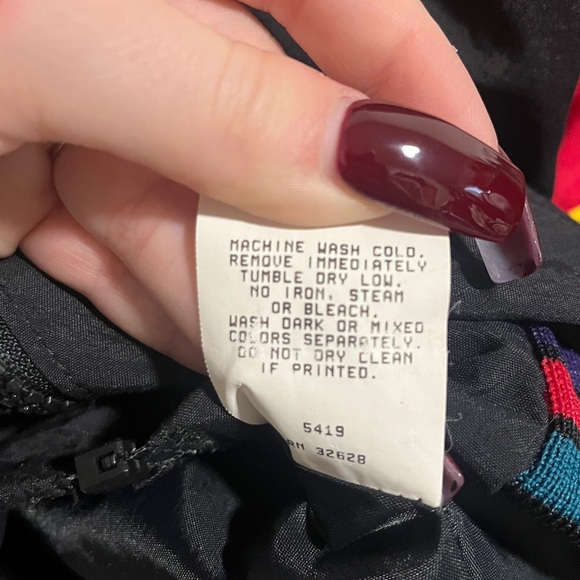 MACHINE WASH COLD.
REMOVE IMMEDIATELY
TUMBLE DRY LOW.
NO IRON, STEAM
OR BLEACH.
WASH DARK OR MIXED
COLORS SEPARATELY.
DO NOT DRY CLEAN
IF PRINTED.
5419
RN 32628